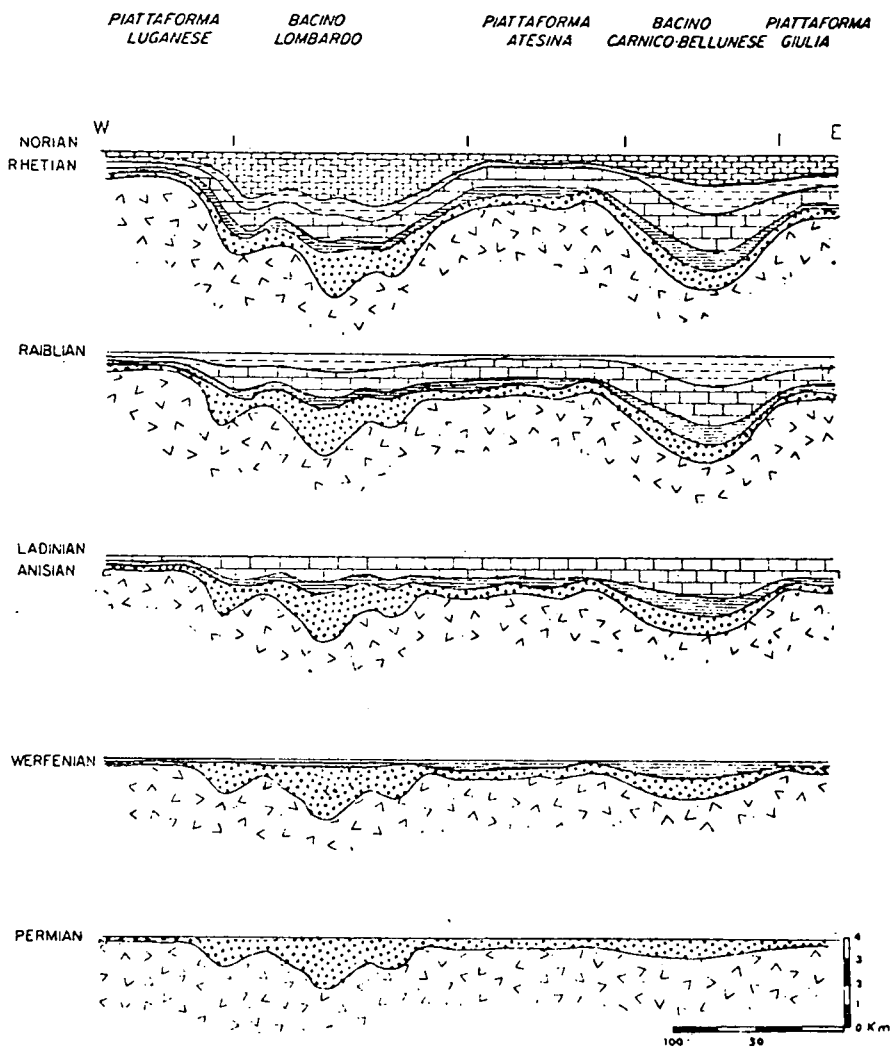 PIATTAFORMA LUGANESE
BACINO LOMBARDO
PIATTAFORMA ATESINA
BACINO CARNICO-BELLUNESE
PIATTAFORMA GIULIA
W
E
NORIAN
RHETIAN
RAIBLIAN
LADINIAN
ANISIAN
WERFENIAN
PERMIAN
4
3
2
1
0 Km
100 50